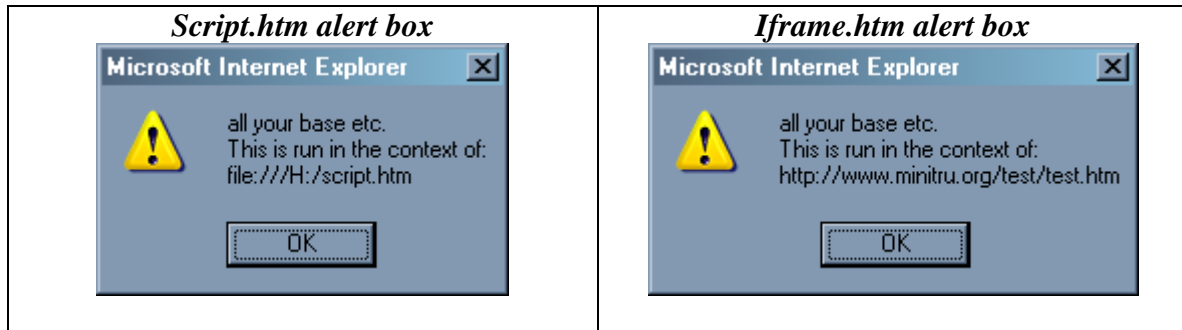 Script.htm alert box
Microsoft Internet Explorer
all your base etc.
This is run in the context of:
file:///H:/script.htm
OK
Iframe.htm alert box
Microsoft Internet Explorer
all your base etc.
This is run in the context of:
http://www.minitru.org/test/test.htm
OK